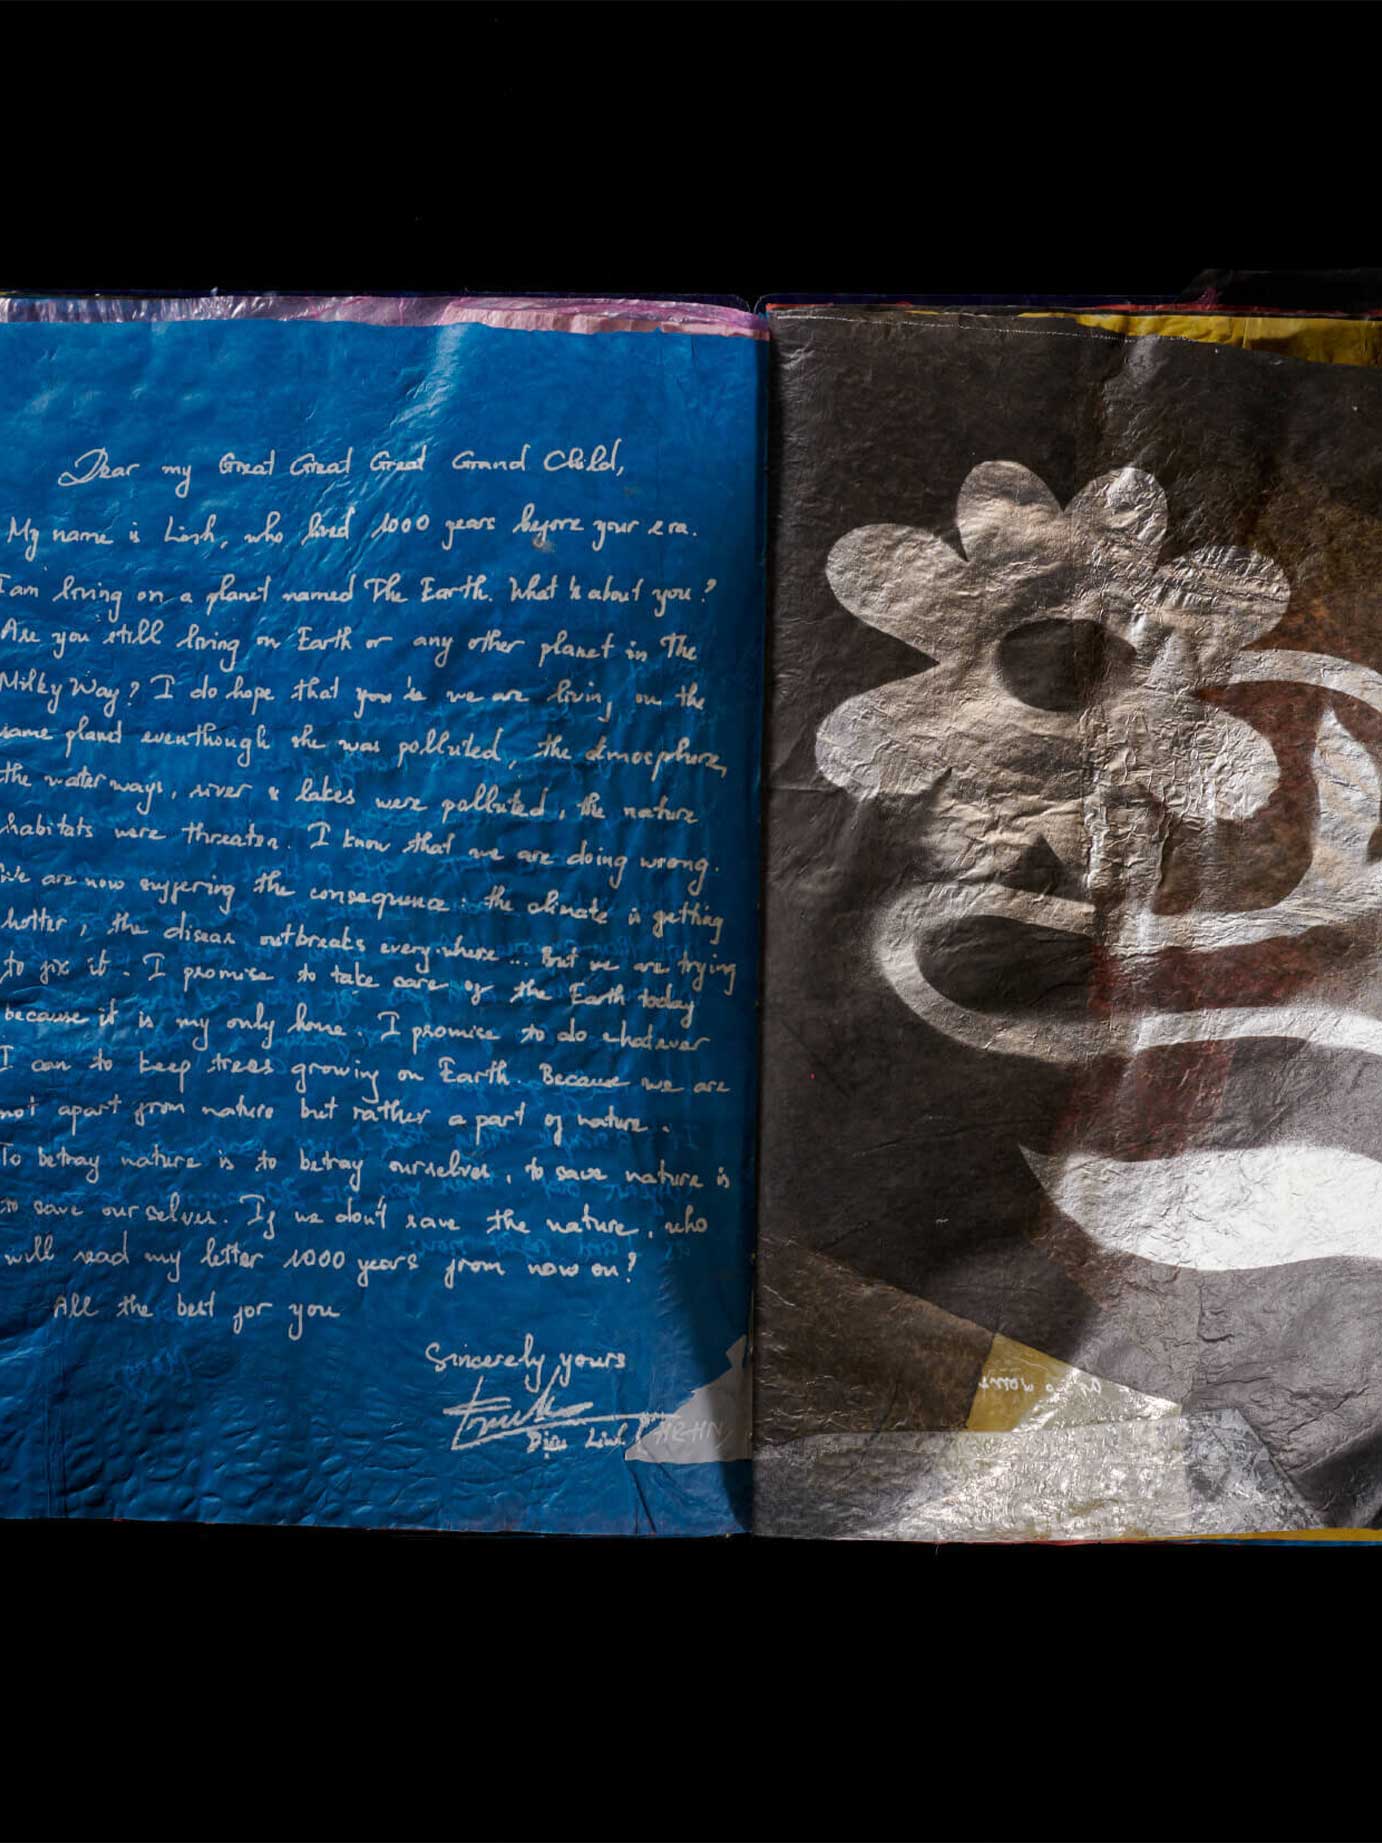 Dear my Great Great Great Grand Child,
My name is Linh, who lived 1000 years before your era.
I am living on a planet named The Earth. What is about you?
Are you still living on Earth or any other planet in The
Milky Way? I do hope that you is we are living on the
same planet eventhough she was polluted, the atmosphere,
the water ways, river & lakes were polluted, the nature
habitats were threaten. I know that we are doing wrong.
We are now suffering the consequence: the climate is getting
hotter, the diseas outbreaks everywhere... But we are trying
to fix it. I promise to take care of the Earth today
because it is my only home. I promise to do whatever
I can to keep trees growing on Earth. Because we are
not apart from nature but rather a part of nature.
To betray nature is to betray ourselves, to save nature is
to save our selves. If we don't save the nature, who
will read my letter 1000 years from now on?
All the best for you
Sincerely yours
Diệu Linh